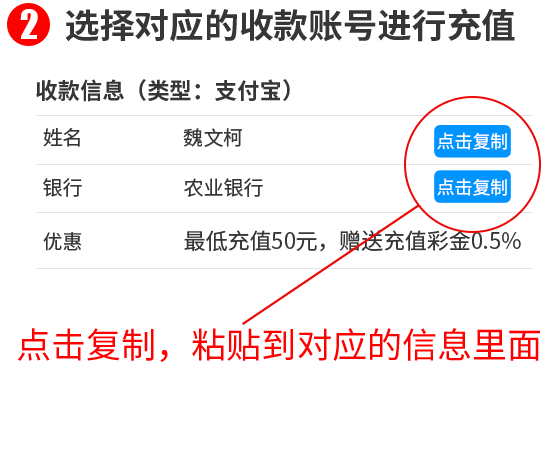 2 选择对应的收款账号进行充值
收款信息（类型：支付宝）
姓名 魏文柯 点击复制
银行 农业银行 点击复制
优惠 最低充值50元，赠送充值彩金0.5%
点击复制，粘贴到对应的信息里面